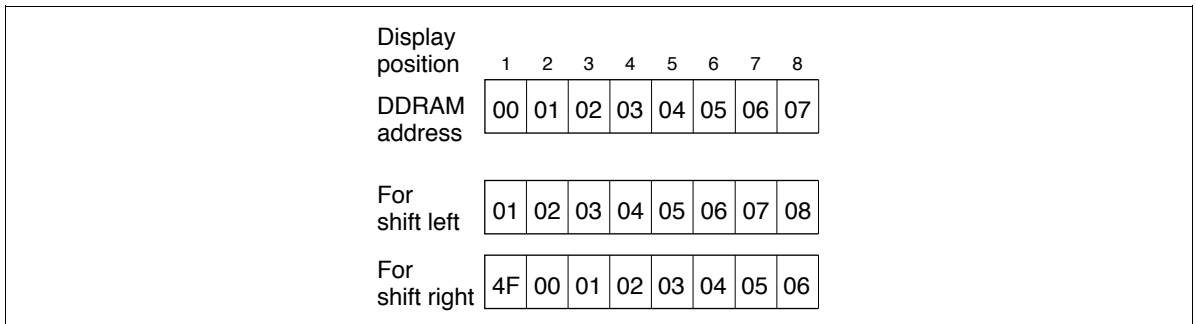 Display
position 1 2 3 4 5 6 7 8
DDRAM
address 00 01 02 03 04 05 06 07
For
shift left 01 02 03 04 05 06 07 08
For
shift right 4F 00 01 02 03 04 05 06